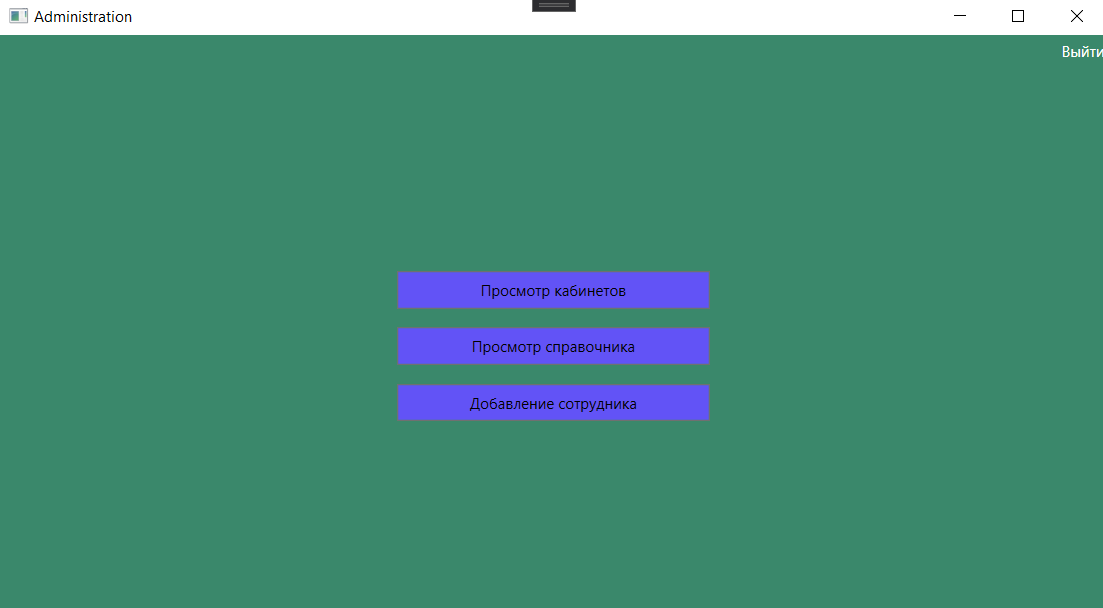 Administration
Выйти
Просмотр кабинетов
Просмотр справочника
Добавление сотрудника